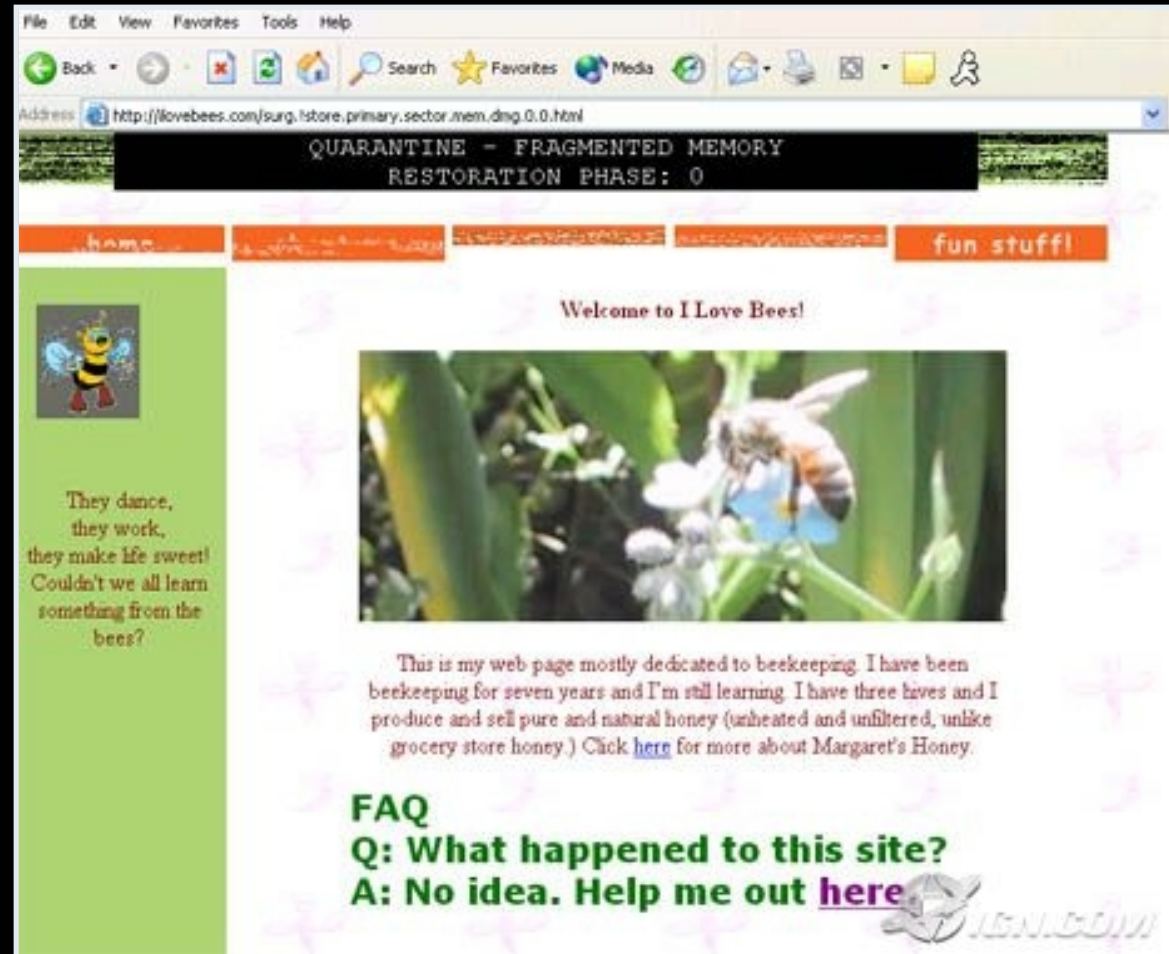 File Edit View Favorites Tools Help
Back Search Favorites Media
Address http://ilovebees.com/surg.!store.primary.sector.mem.dmg.0.0.html
QUARANTINE - FRAGMENTED MEMORY
RESTORATION PHASE: 0
home fun stuff!
Welcome to I Love Bees!
They dance,
they work,
they make life sweet!
Couldn't we all learn
something from the
bees?
This is my web page mostly dedicated to beekeeping. I have been
beekeeping for seven years and I'm still learning. I have three hives and I
produce and sell pure and natural honey (unheated and unfiltered, unlike
grocery store honey.) Click here for more about Margaret's Honey.
FAQ
Q: What happened to this site?
A: No idea. Help me out here
IGN.COM